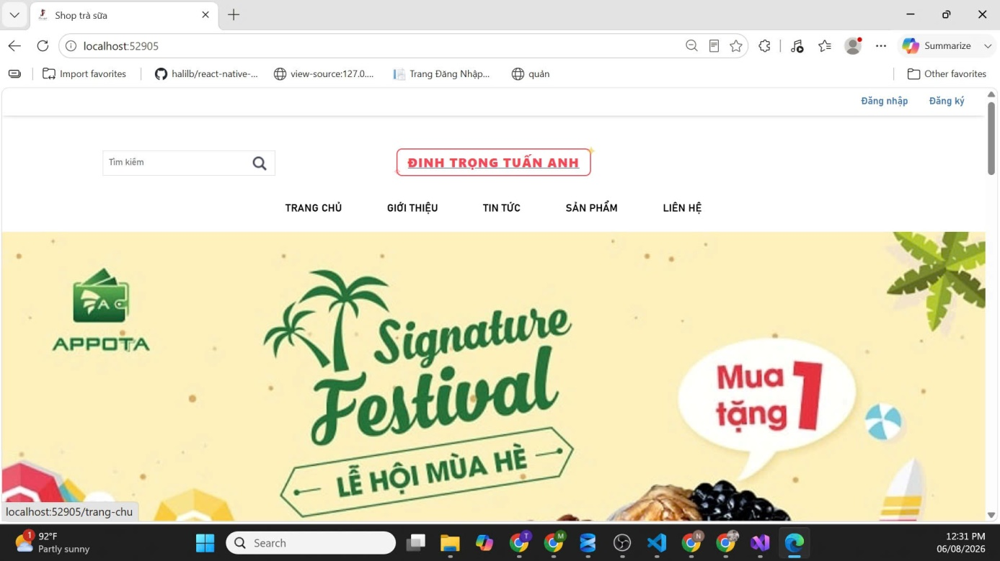 Shop trà sữa
localhost:52905
Summarize
Import favorites
halilb/react-native-...
view-source:127.0....
Trang Đăng Nhập...
quản
Other favorites
Đăng nhập
Đăng ký
Tìm kiếm
ĐINH TRỌNG TUẤN ANH
TRANG CHỦ
GIỚI THIỆU
TIN TỨC
SẢN PHẨM
LIÊN HỆ
A
APPOTA
Signature
Festival
LỄ HỘI MÙA HÈ
Mua
tặng 1
localhost:52905/trang-chu
1
92°F
Partly sunny
Search
T
M
N
12:31 PM
06/08/2026